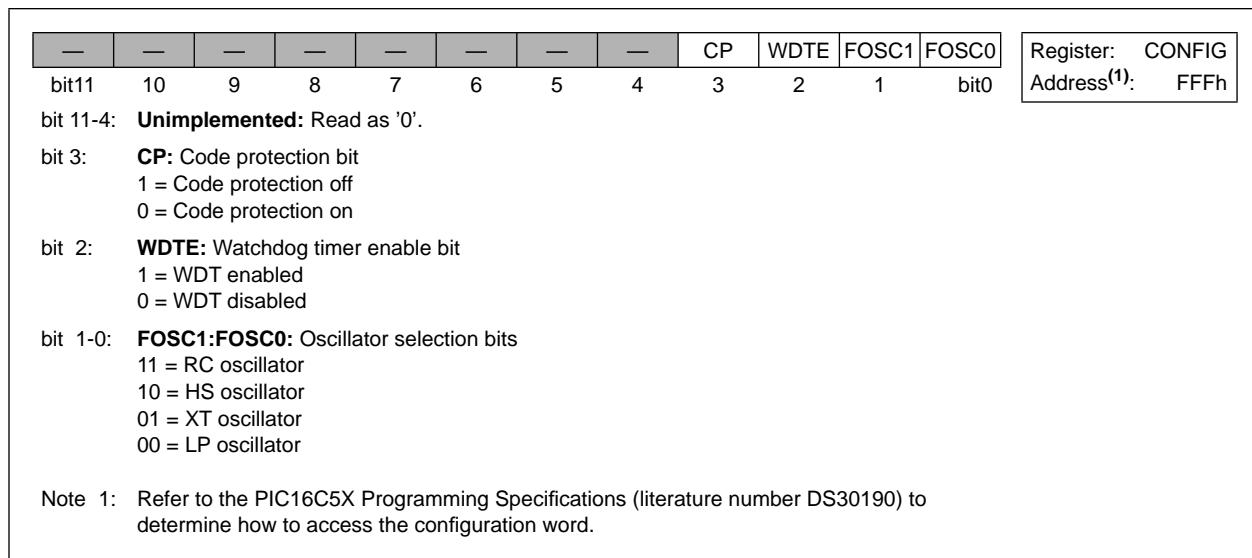 — — — — — — — — CP WDTE FOSC1 FOSC0
bit11 10 9 8 7 6 5 4 3 2 1 bit0
Register: CONFIG
Address(1): FFFh
bit 11-4: Unimplemented: Read as ’0’.
bit 3: CP: Code protection bit
1 = Code protection off
0 = Code protection on
bit 2: WDTE: Watchdog timer enable bit
1 = WDT enabled
0 = WDT disabled
bit 1-0: FOSC1:FOSC0: Oscillator selection bits
11 = RC oscillator
10 = HS oscillator
01 = XT oscillator
00 = LP oscillator
Note 1: Refer to the PIC16C5X Programming Specifications (literature number DS30190) to
determine how to access the configuration word.